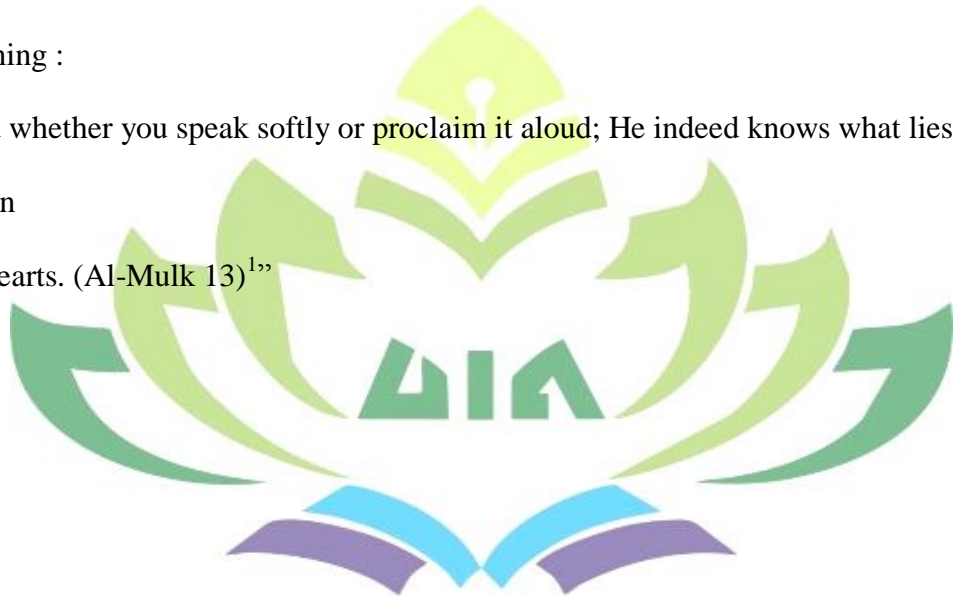 ning :
whether you speak softly or proclaim it aloud; He indeed knows what lies
n
earts. (Al-Mulk 13)¹”
UIN